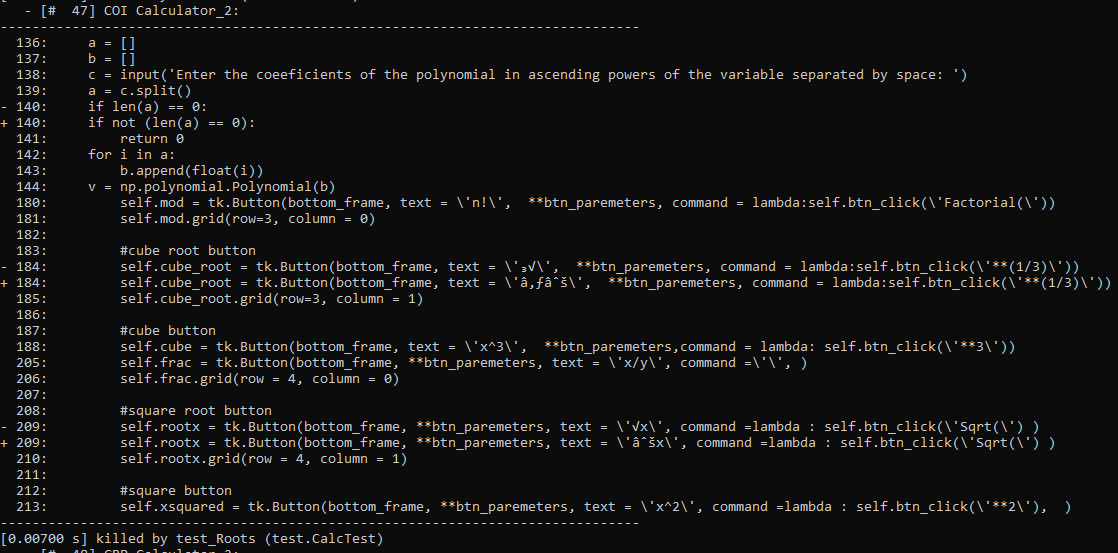 - [#  47] COI Calculator_2:
--------------------------------------------------------------------------------
  136:     a = []
  137:     b = []
  138:     c = input('Enter the coeeficients of the polynomial in ascending powers of the variable separated by space: ')
  139:     a = c.split()
- 140:     if len(a) == 0:
+ 140:     if not (len(a) == 0):
  141:         return 0
  142:     for i in a:
  143:         b.append(float(i))
  144:     v = np.polynomial.Polynomial(b)
  180:         self.mod = tk.Button(bottom_frame, text = \'n!\',  **btn_paremeters, command = lambda:self.btn_click(\'Factorial(\'))
  181:         self.mod.grid(row=3, column = 0)
  182:
  183:         #cube root button
- 184:         self.cube_root = tk.Button(bottom_frame, text = \'₃√\',  **btn_paremeters, command = lambda:self.btn_click(\'**(1/3)\'))
+ 184:         self.cube_root = tk.Button(bottom_frame, text = \'â‚ƒâˆš\',  **btn_paremeters, command = lambda:self.btn_click(\'**(1/3)\'))
  185:         self.cube_root.grid(row=3, column = 1)
  186:
  187:         #cube button
  188:         self.cube = tk.Button(bottom_frame, text = \'x^3\',  **btn_paremeters,command = lambda: self.btn_click(\'**3\'))
  205:         self.frac = tk.Button(bottom_frame, **btn_paremeters, text = \'x/y\', command =\'\', )
  206:         self.frac.grid(row = 4, column = 0)
  207:
  208:         #square root button
- 209:         self.rootx = tk.Button(bottom_frame, **btn_paremeters, text = \'√x\', command =lambda : self.btn_click(\'Sqrt(\') )
+ 209:         self.rootx = tk.Button(bottom_frame, **btn_paremeters, text = \'âˆšx\', command =lambda : self.btn_click(\'Sqrt(\') )
  210:         self.rootx.grid(row = 4, column = 1)
  211:
  212:         #square button
  213:         self.xsquared = tk.Button(bottom_frame, **btn_paremeters, text = \'x^2\', command =lambda : self.btn_click(\'**2\'),  )
--------------------------------------------------------------------------------
[0.00700 s] killed by test_Roots (test.CalcTest)